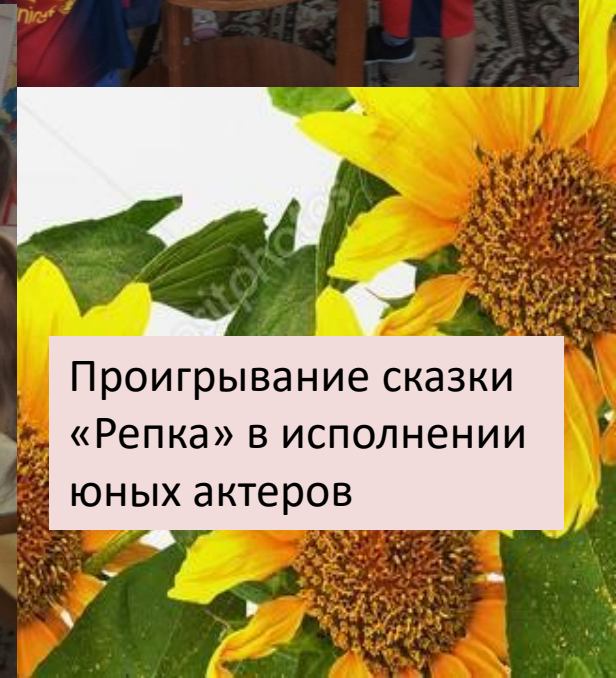 Проигрывание сказки
«Репка» в исполнении
юных актеров